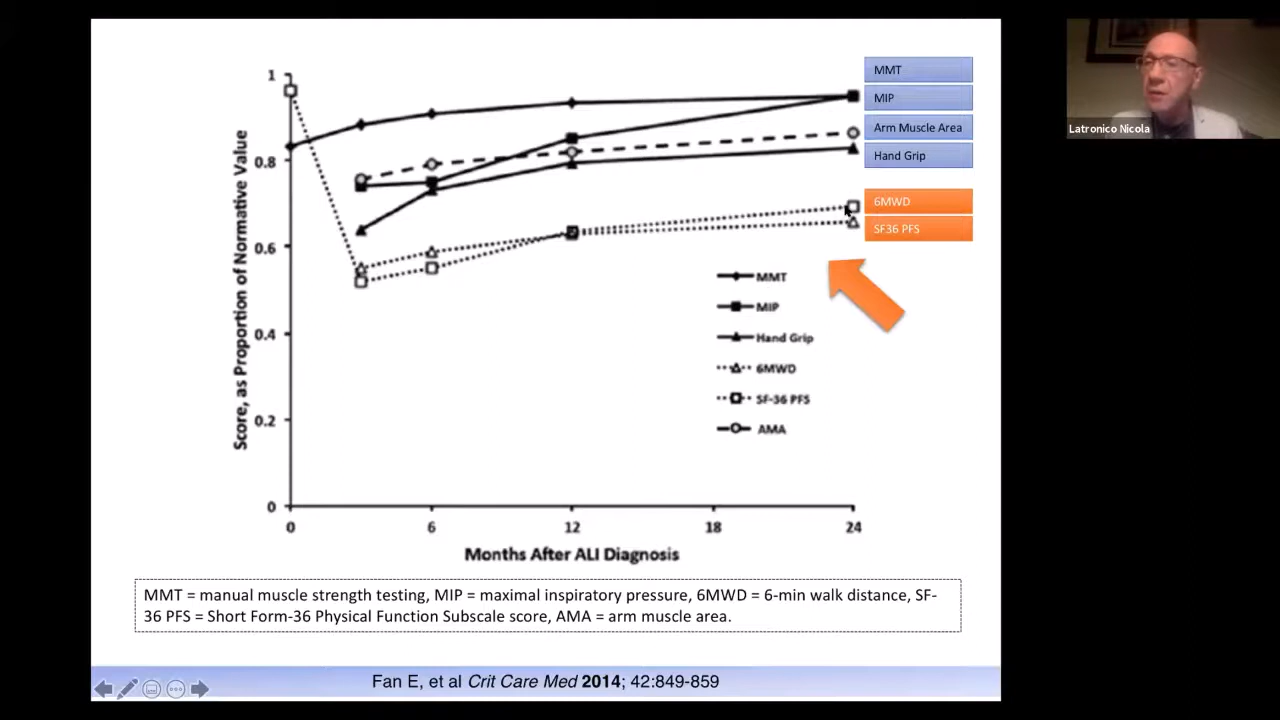 MMT
MIP
Arm Muscle Area
Hand Grip
6MWD
SF36 PFS
Latronico Nicola
Score, as Proportion of Normative Value
1
0.8
0.6
0.4
0.2
0
0
6
12
18
24
Months After ALI Diagnosis
MMT
MIP
Hand Grip
6MWD
SF-36 PFS
AMA
MMT = manual muscle strength testing, MIP = maximal inspiratory pressure, 6MWD = 6-min walk distance, SF-
36 PFS = Short Form-36 Physical Function Subscale score, AMA = arm muscle area.
Fan E, et al Crit Care Med 2014; 42:849-859